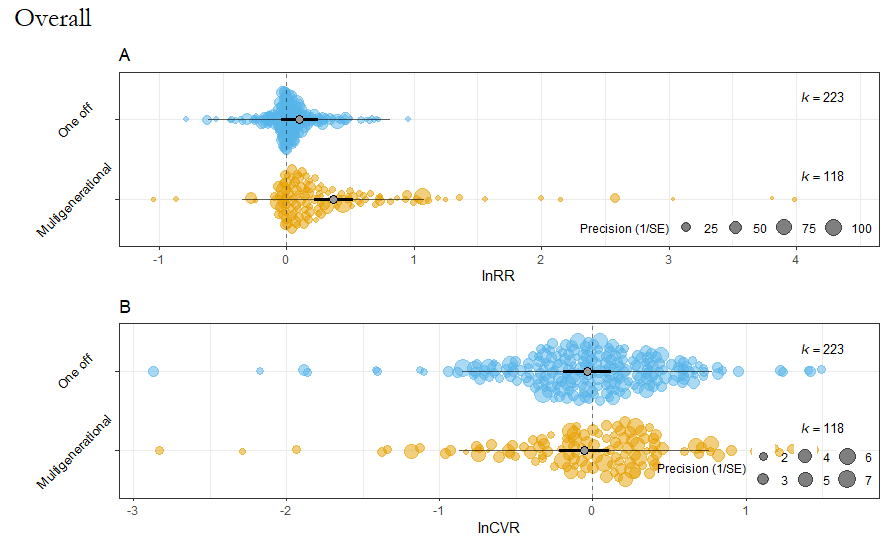 Overall
A
One off
k = 223
Multigenerational
k = 118
Precision (1/SE) 25 50 75 100
-1 0 1 2 3 4
lnRR
B
One off
k = 223
Multigenerational
k = 118
Precision (1/SE)
2 4 6
3 5 7
-3 -2 -1 0 1
lnCVR